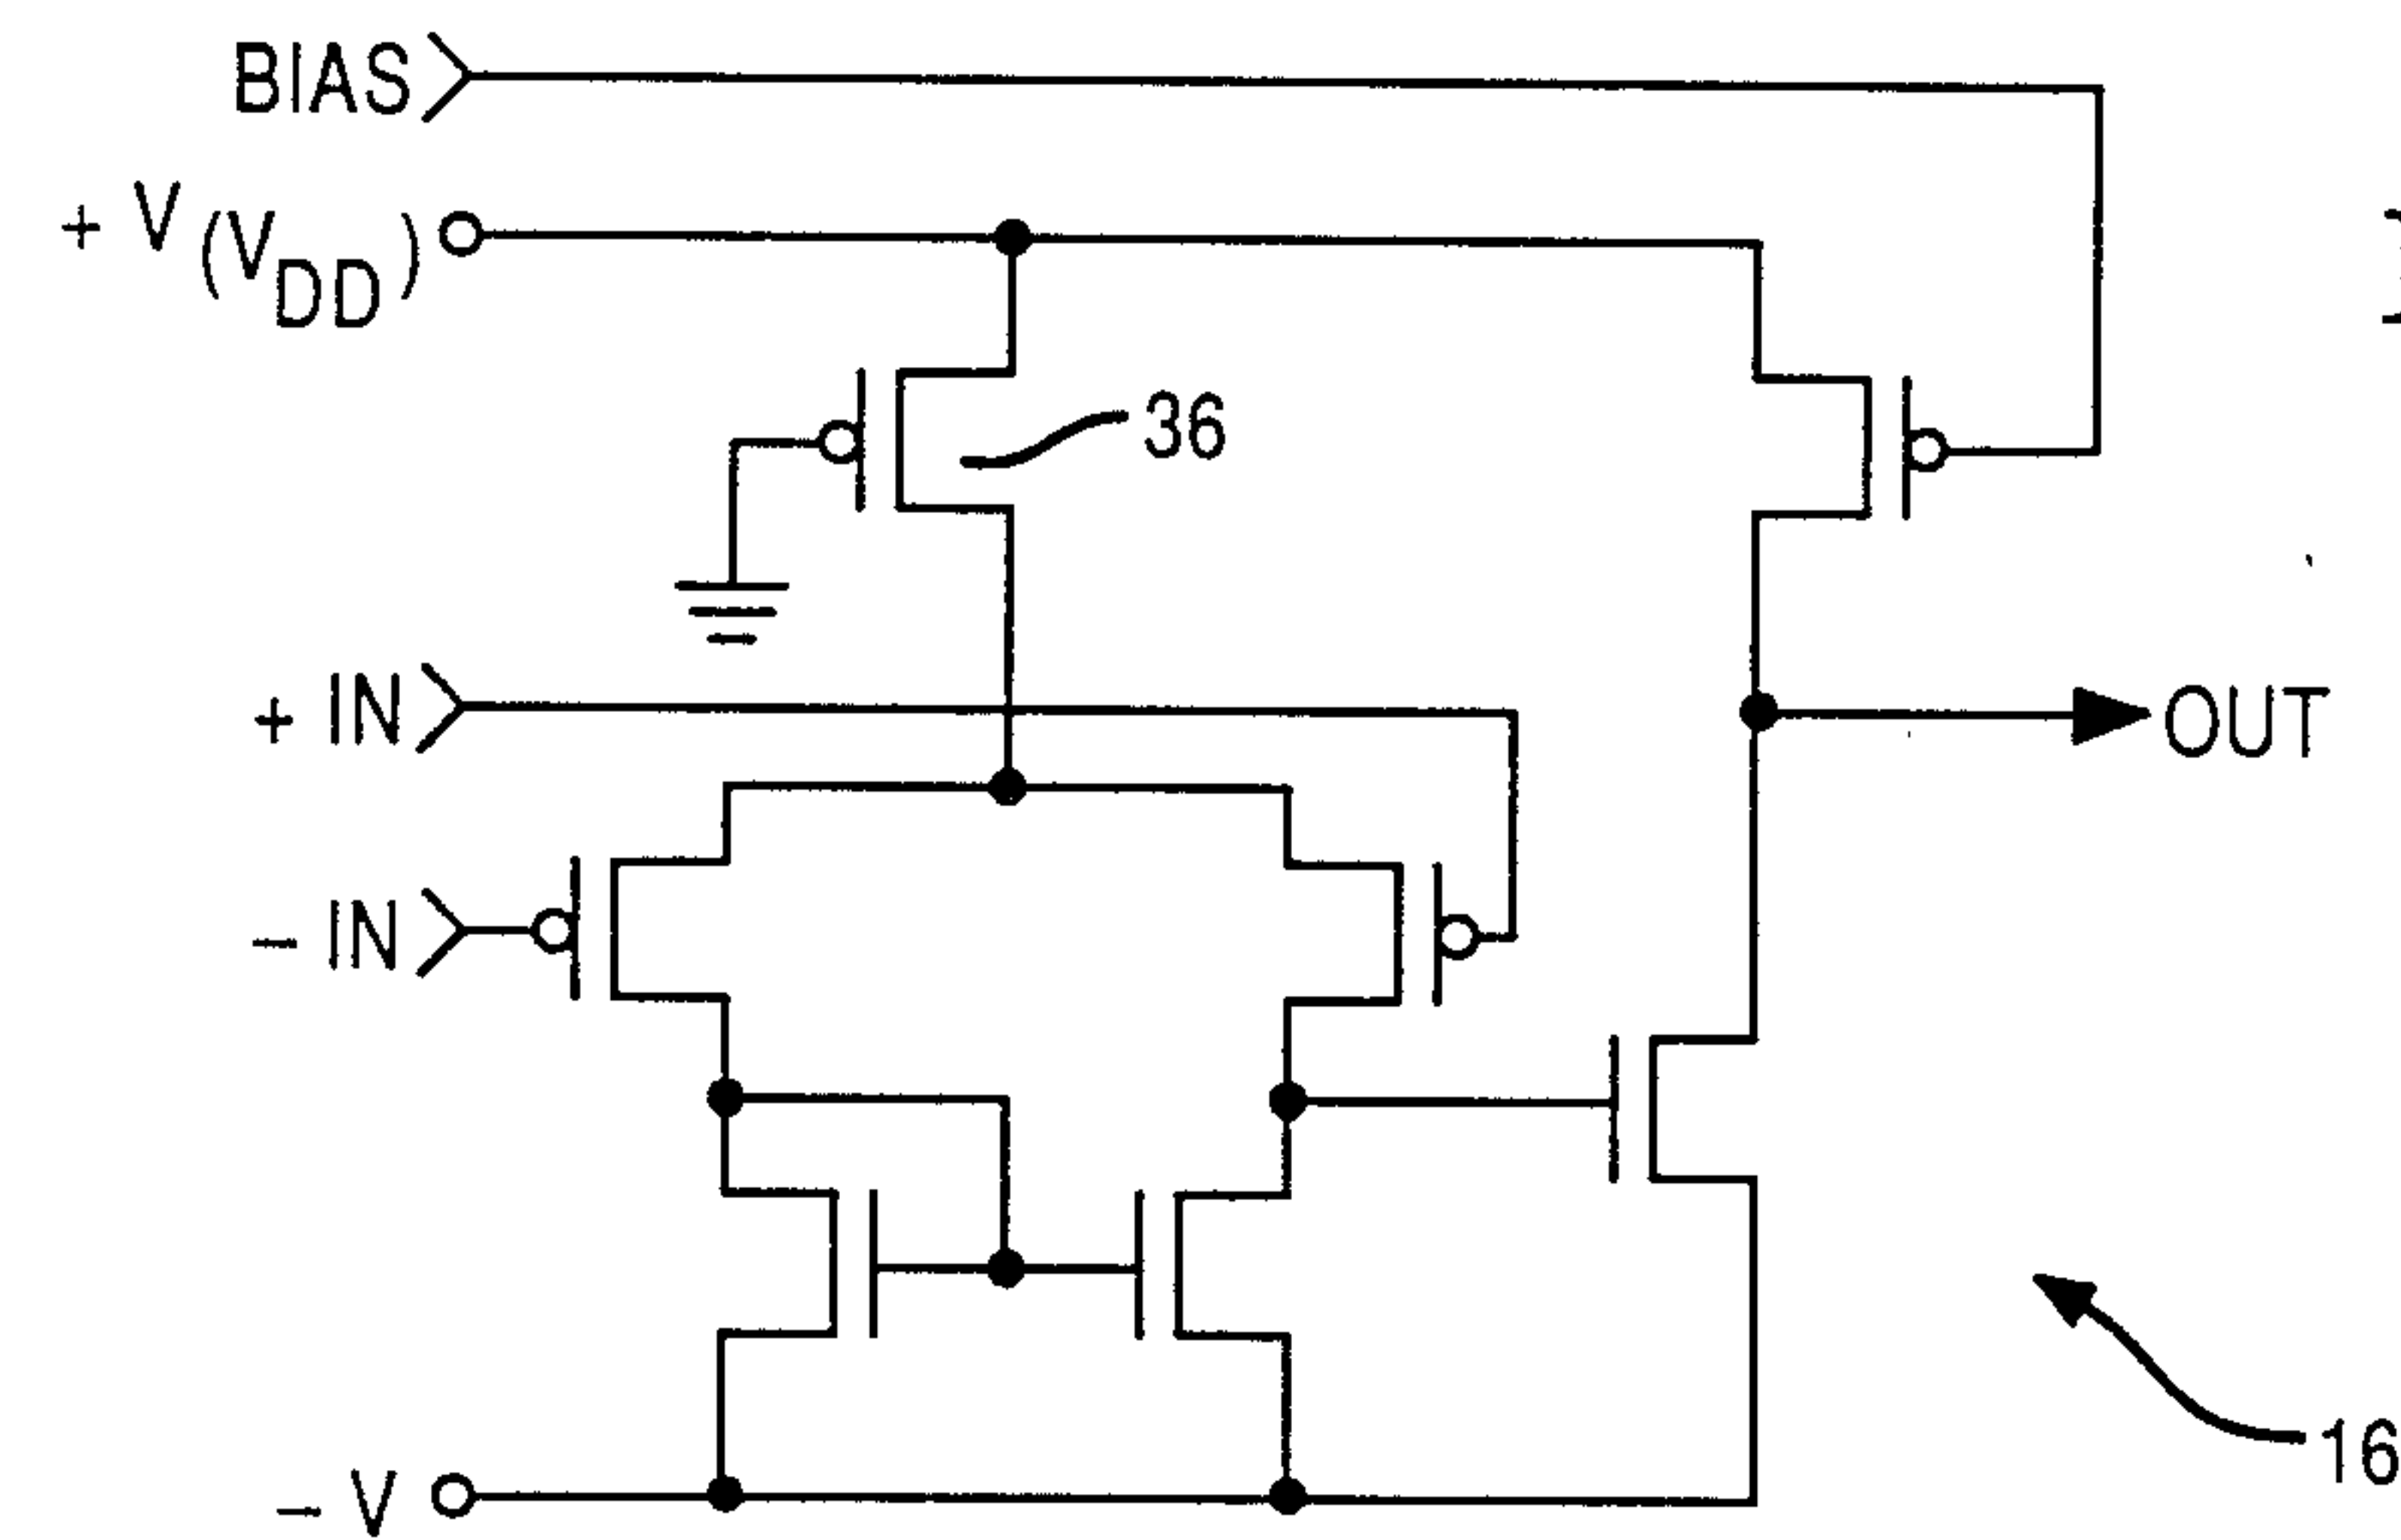 BIAS
+ V (VDD)
36
+ IN
OUT
− IN
16
− V